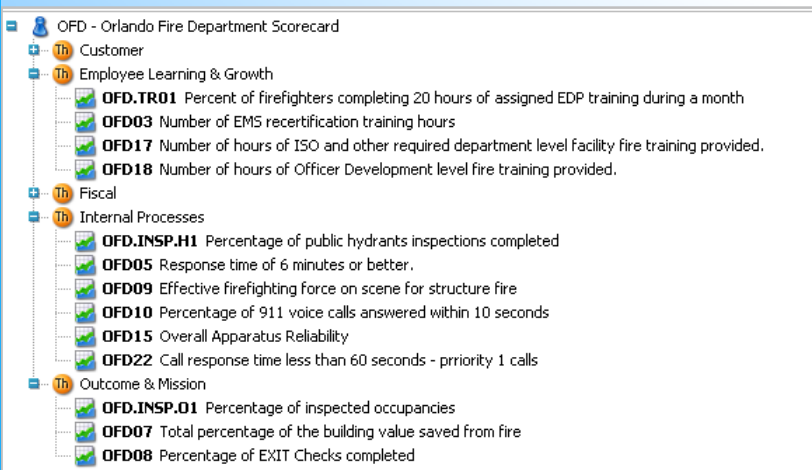 OFD - Orlando Fire Department Scorecard
Th Customer
Th Employee Learning & Growth
OFD.TR01 Percent of firefighters completing 20 hours of assigned EDP training during a month
OFD03 Number of EMS recertification training hours
OFD17 Number of hours of ISO and other required department level facility fire training provided.
OFD18 Number of hours of Officer Development level fire training provided.
Th Fiscal
Th Internal Processes
OFD.INSP.H1 Percentage of public hydrants inspections completed
OFD05 Response time of 6 minutes or better.
OFD09 Effective firefighting force on scene for structure fire
OFD10 Percentage of 911 voice calls answered within 10 seconds
OFD15 Overall Apparatus Reliability
OFD22 Call response time less than 60 seconds - prriority 1 calls
Th Outcome & Mission
OFD.INSP.O1 Percentage of inspected occupancies
OFD07 Total percentage of the building value saved from fire
OFD08 Percentage of EXIT Checks completed